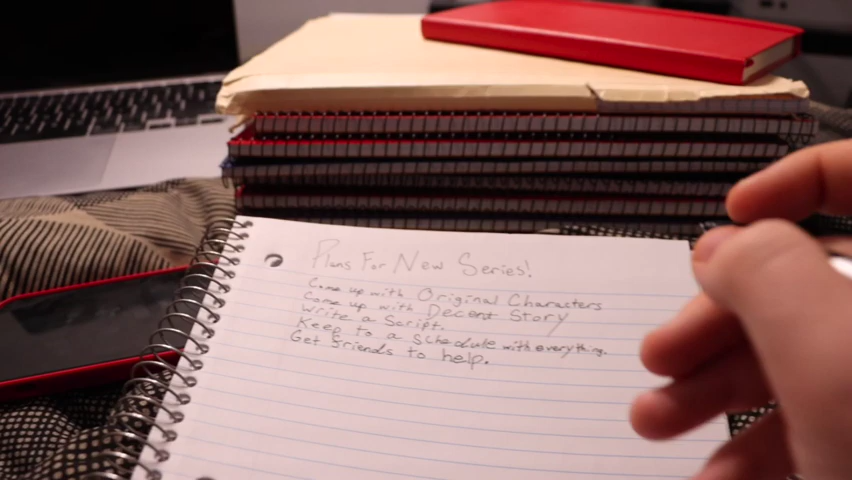 Plans For New Series!
Come up with Original Characters
Come up with Decent Story
Write a Script.
Keep to a schedule with everything.
Get friends to help.